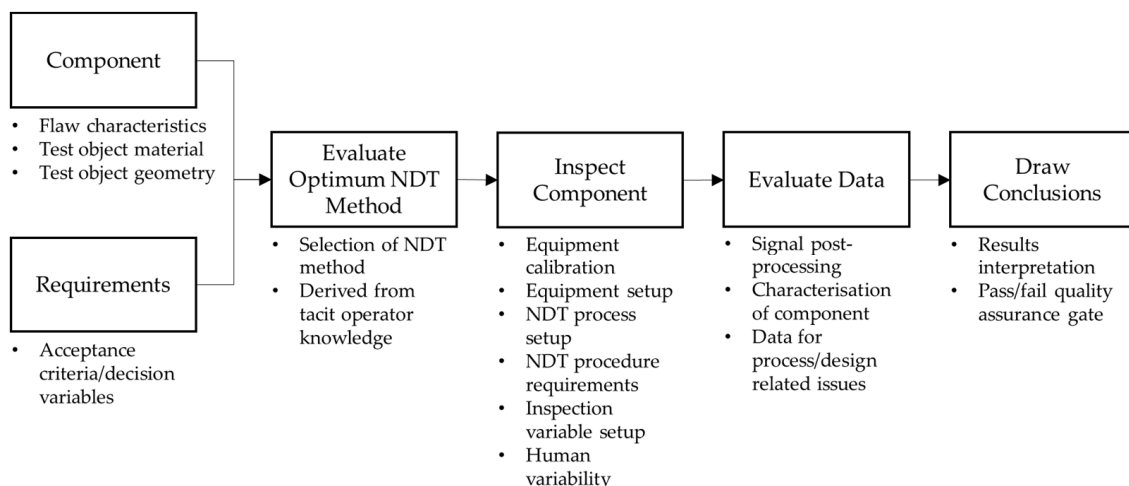 Component
• Flaw characteristics
• Test object material
• Test object geometry
Requirements
• Acceptance
criteria/decision
variables
Evaluate
Optimum NDT
Method
• Selection of NDT
method
• Derived from
tacit operator
knowledge
Inspect
Component
• Equipment
calibration
• Equipment setup
• NDT process
setup
• NDT procedure
requirements
• Inspection
variable setup
• Human
variability
Evaluate Data
• Signal post-
processing
• Characterisation
of component
• Data for
process/design
related issues
Draw
Conclusions
• Results
interpretation
• Pass/fail quality
assurance gate